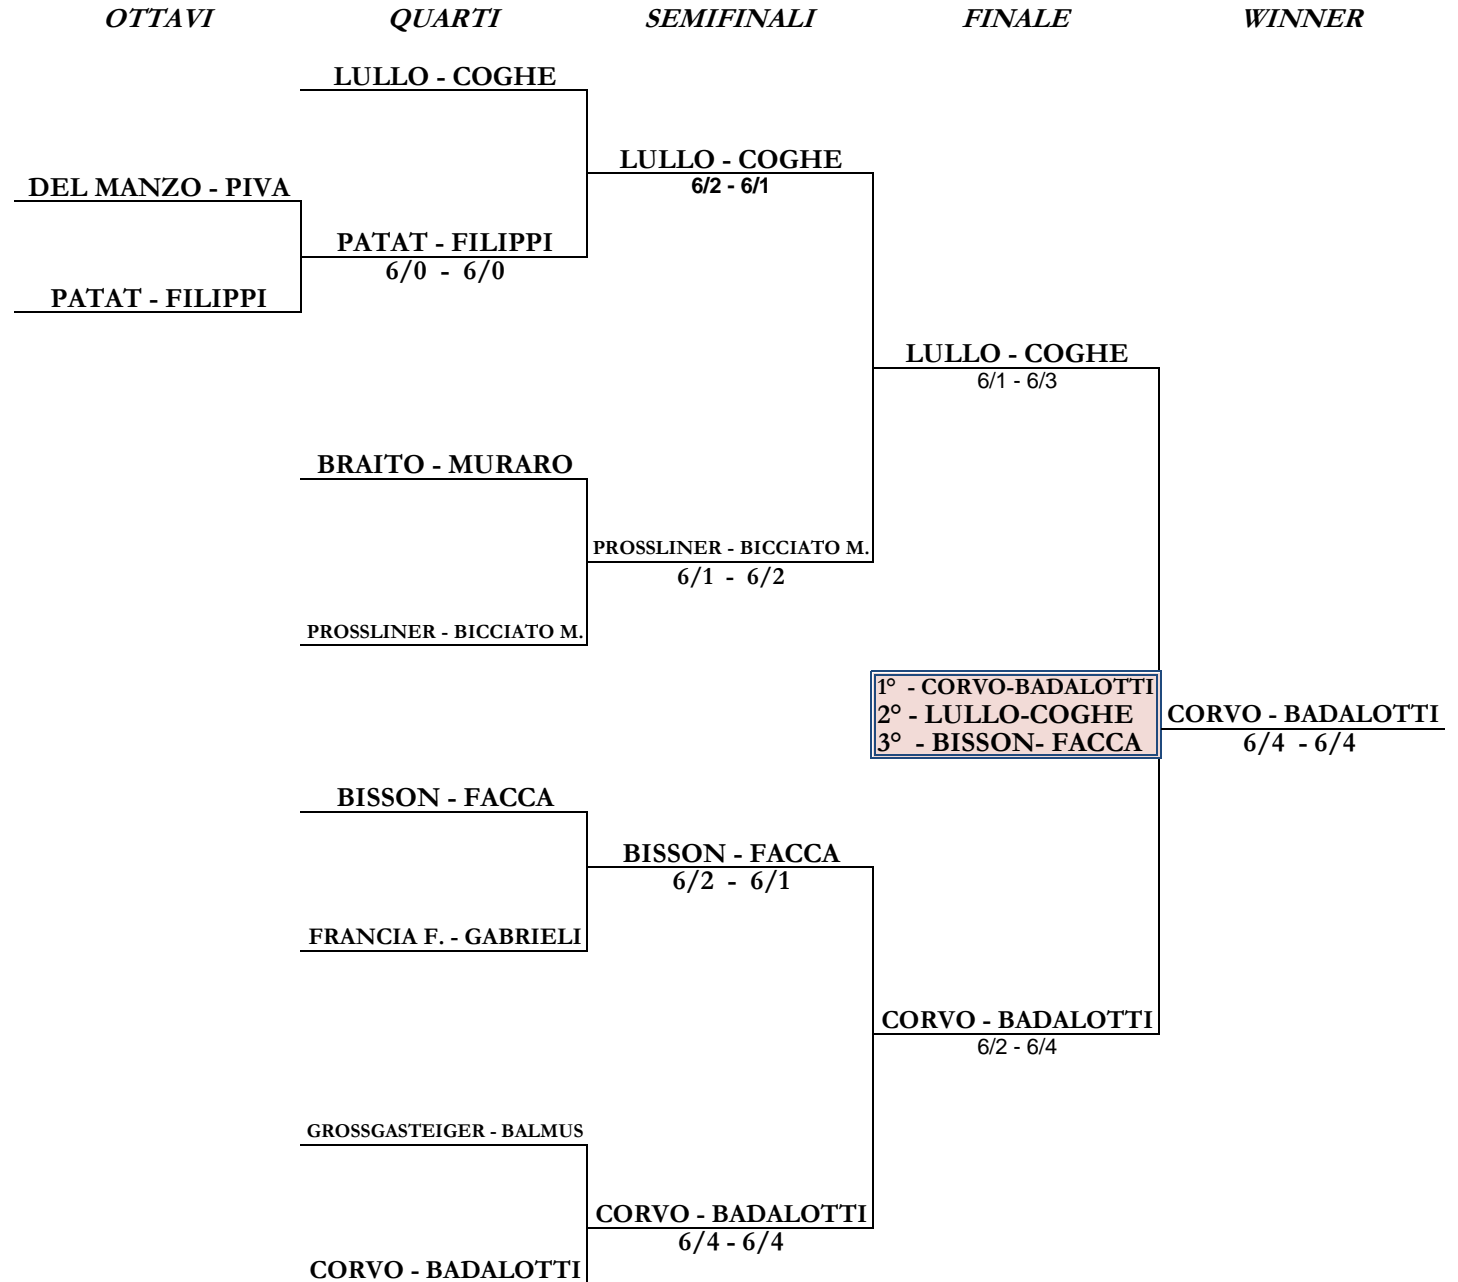 OTTAVI QUARTI SEMIFINALI FINALE WINNER
LULLO - COGHE
LULLO - COGHE
6/2 - 6/1
DEL MANZO - PIVA
PATAT - FILIPPI
6/0 - 6/0
PATAT - FILIPPI
LULLO - COGHE
6/1 - 6/3
BRAITO - MURARO
PROSSLINER - BICCIATO M.
6/1 - 6/2
PROSSLINER - BICCIATO M.
1° - CORVO-BADALOTTI
2° - LULLO-COGHE
3° - BISSON- FACCA
CORVO - BADALOTTI
6/4 - 6/4
BISSON - FACCA
BISSON - FACCA
6/2 - 6/1
FRANCIA F. - GABRIELI
CORVO - BADALOTTI
6/2 - 6/4
GROSSGASTEIGER - BALMUS
CORVO - BADALOTTI
6/4 - 6/4
CORVO - BADALOTTI